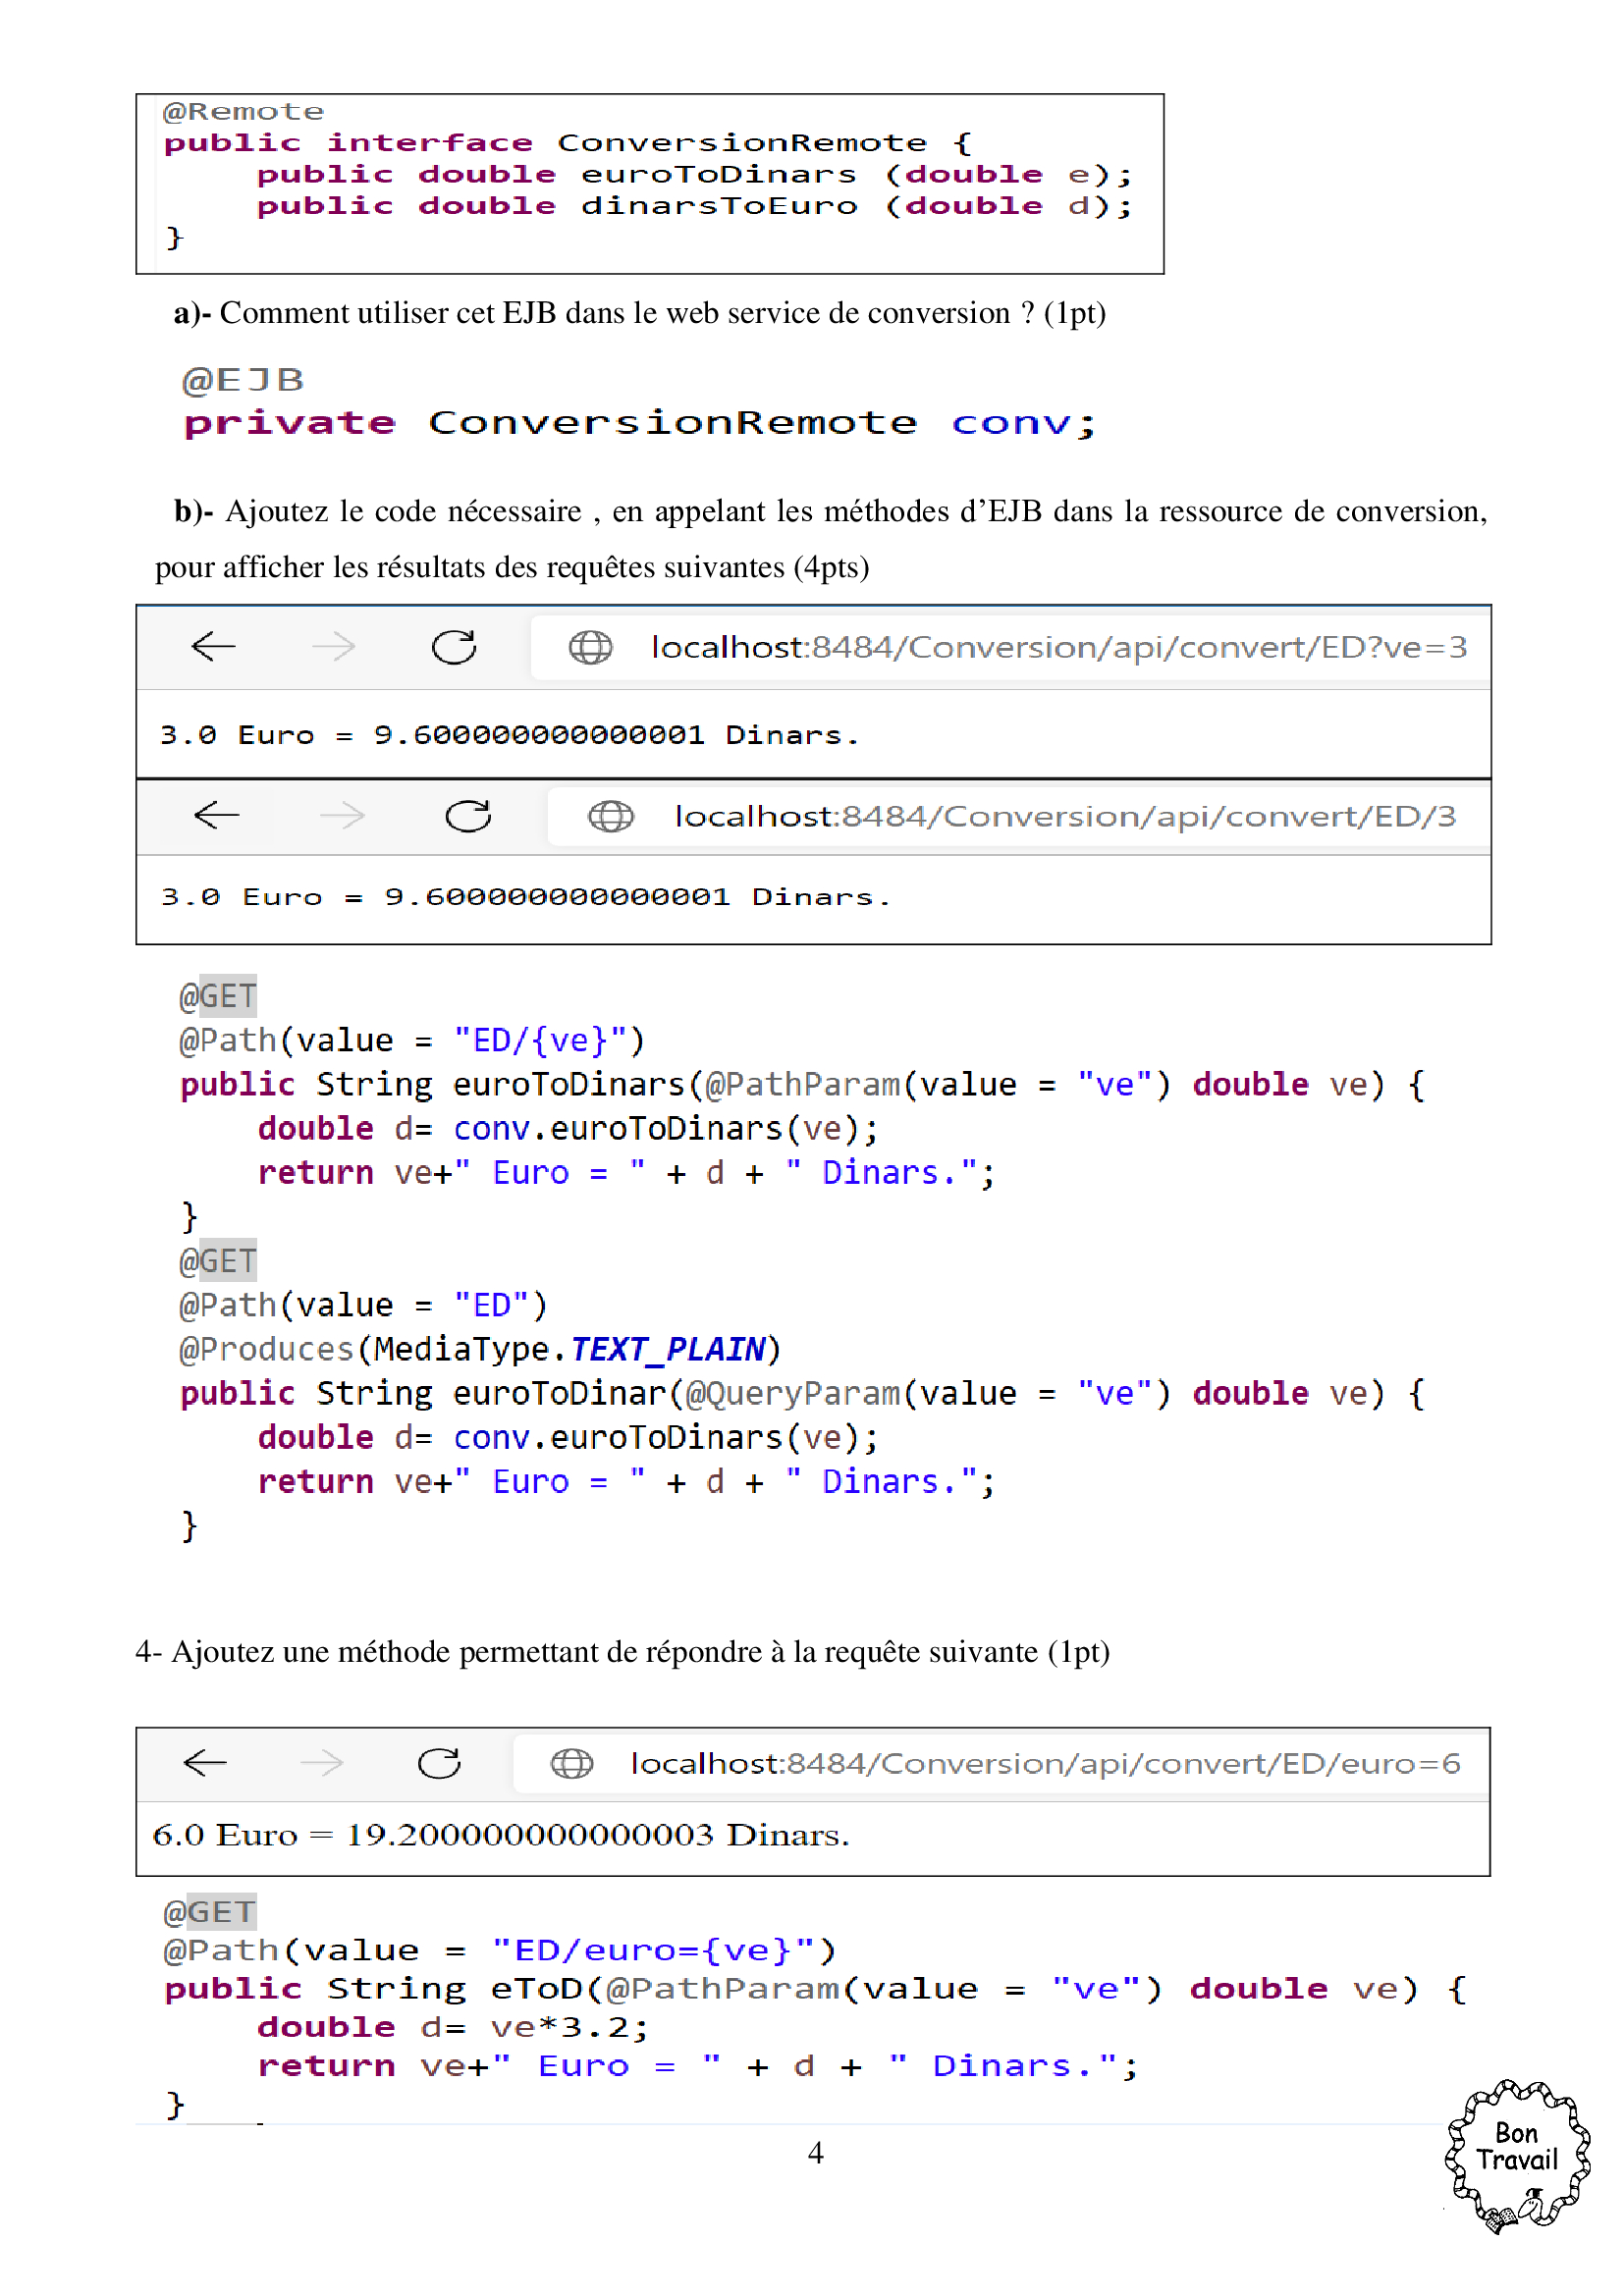 @Remote
public interface ConversionRemote {
public double euroToDinars (double e);
public double dinarsToEuro (double d);
}
a)- Comment utiliser cet EJB dans le web service de conversion ? (1pt)
@EJB
private ConversionRemote conv;
b)- Ajoutez le code nécessaire , en appelant les méthodes d’EJB dans la ressource de conversion,
pour afficher les résultats des requêtes suivantes (4pts)
localhost:8484/Conversion/api/convert/ED?ve=3
3.0 Euro = 9.600000000000001 Dinars.
localhost:8484/Conversion/api/convert/ED/3
3.0 Euro = 9.600000000000001 Dinars.
@GET
@Path(value = "ED/{ve}")
public String euroToDinars(@PathParam(value = "ve") double ve) {
double d= conv.euroToDinars(ve);
return ve+" Euro = " + d + " Dinars.";
}
@GET
@Path(value = "ED")
@Produces(MediaType.TEXT_PLAIN)
public String euroToDinar(@QueryParam(value = "ve") double ve) {
double d= conv.euroToDinars(ve);
return ve+" Euro = " + d + " Dinars.";
}
4- Ajoutez une méthode permettant de répondre à la requête suivante (1pt)
localhost:8484/Conversion/api/convert/ED/euro=6
6.0 Euro = 19.200000000000003 Dinars.
@GET
@Path(value = "ED/euro={ve}")
public String eToD(@PathParam(value = "ve") double ve) {
double d= ve*3.2;
return ve+" Euro = " + d + " Dinars.";
}
4
Bon
Travail